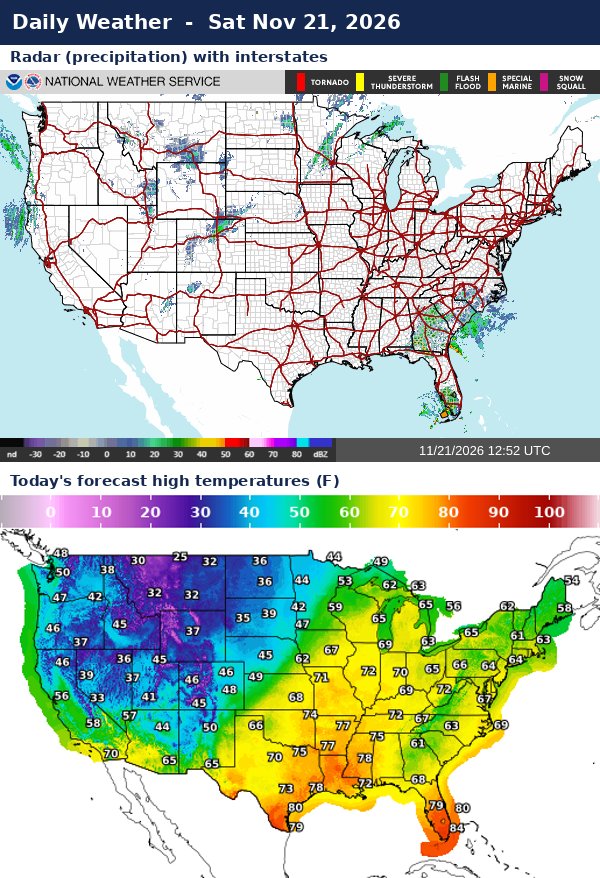 Daily Weather - Sat Nov 21, 2026
Radar (precipitation) with interstates
NATIONAL WEATHER SERVICE
TORNADO
SEVERE
THUNDERSTORM
FLASH
FLOOD
SPECIAL
MARINE
SNOW
SQUALL
nd -30 -20 -10 0 10 20 30 40 50 60 70 80 dBZ
11/21/2026 12:52 UTC
Today's forecast high temperatures (F)
0 10 20 30 40 50 60 70 80 90 100
48 30 25 32 36 44 49
50 38 36 44 53 62 63 54
47 42 32 32 42 59 65 56 62 58
46 45 37 35 39 47 65 63 65 61 63
37
46 36 45 45 62 67 69 65 66 64 64
39 37 46 46 49 71 72 70 69 72 67
56 33 41 45 48 68
58 57 44 50 66 74 77 72 67 63 69
70 65 65 70 75 77 75 61
73 78 78 72 68
80 79 80
79 84